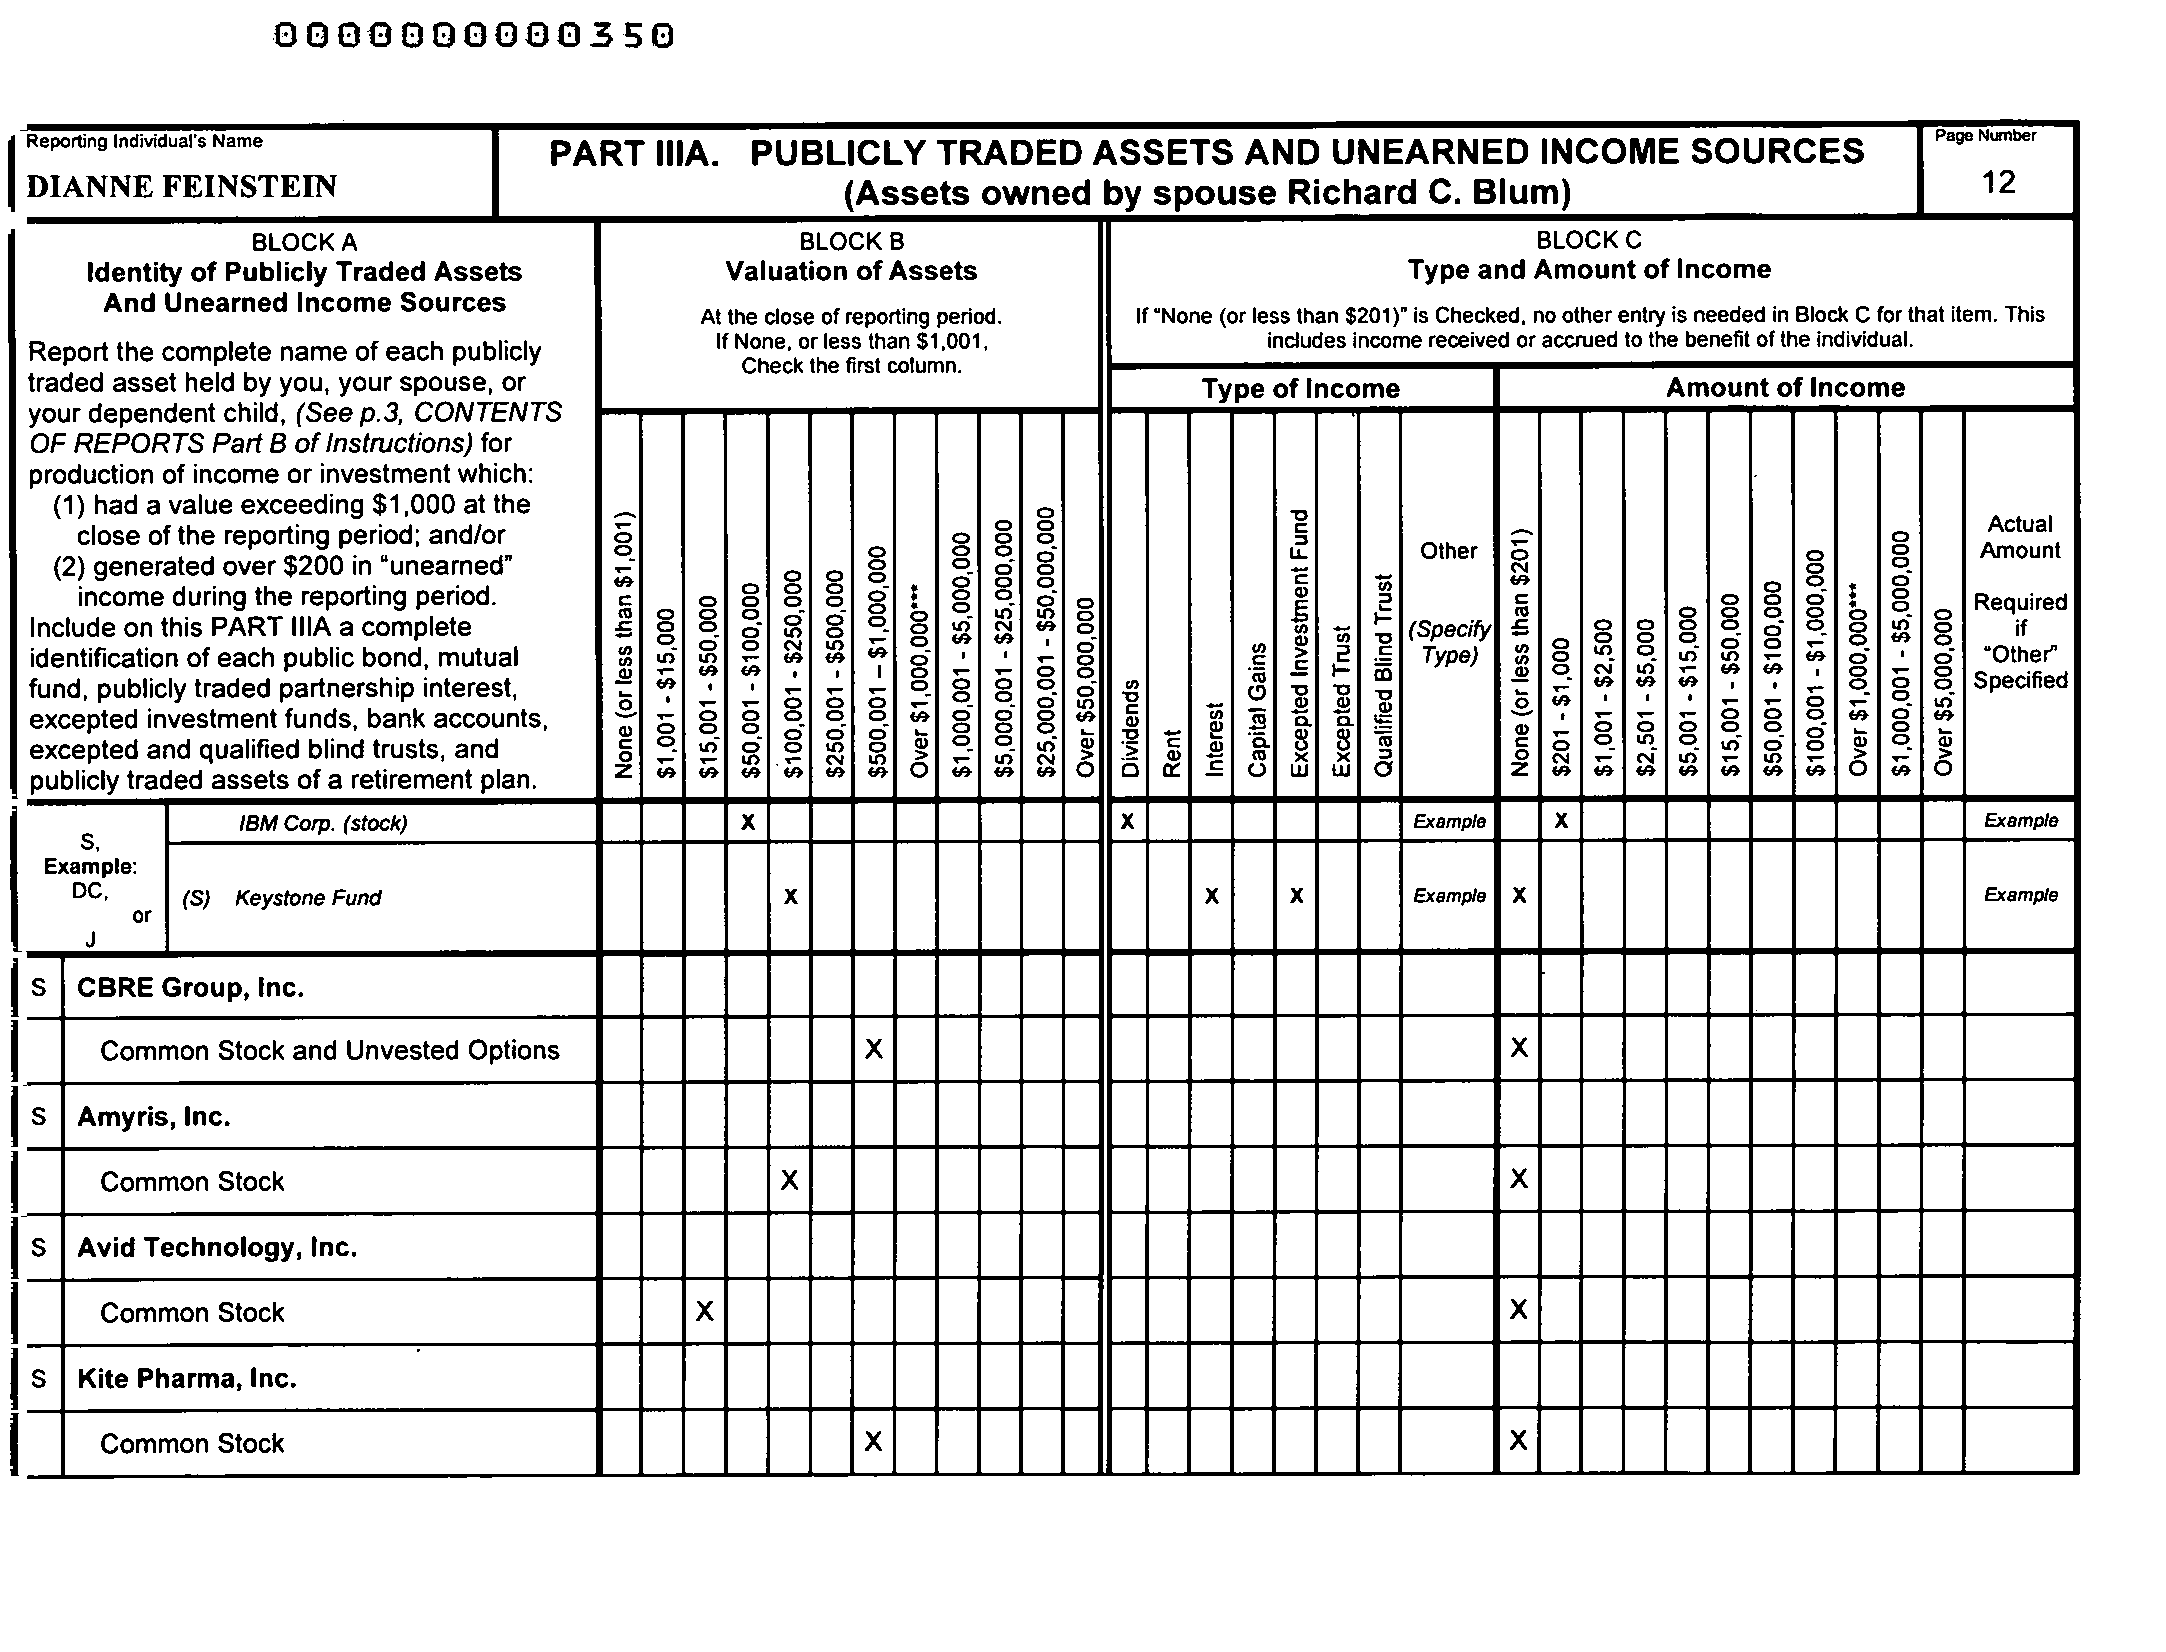 0000000000350
Reporting Individual's Name
DIANNE FEINSTEIN
PART IIIA. PUBLICLY TRADED ASSETS AND UNEARNED INCOME SOURCES
(Assets owned by spouse Richard C. Blum)
Page Number
12
BLOCK A
Identity of Publicly Traded Assets
And Unearned Income Sources
Report the complete name of each publicly
traded asset held by you, your spouse, or
your dependent child, (See p.3, CONTENTS
OF REPORTS Part B of Instructions) for
production of income or investment which:
(1) had a value exceeding $1,000 at the
close of the reporting period; and/or
(2) generated over $200 in "unearned"
income during the reporting period.
Include on this PART IIIA a complete
identification of each public bond, mutual
fund, publicly traded partnership interest,
excepted investment funds, bank accounts,
excepted and qualified blind trusts, and
publicly traded assets of a retirement plan.
BLOCK B
Valuation of Assets
At the close of reporting period.
If None, or less than $1,001,
Check the first column.
None (or less than $1,001)
$1,001 - $15,000
$15,001 - $50,000
$50,001 - $100,000
$100,001 - $250,000
$250,001 - $500,000
$500,001 – $1,000,000
Over $1,000,000***
$1,000,001 - $5,000,000
$5,000,001 - $25,000,000
$25,000,001 - $50,000,000
Over $50,000,000
BLOCK C
Type and Amount of Income
If "None (or less than $201)" is Checked, no other entry is needed in Block C for that item. This
includes income received or accrued to the benefit of the individual.
Type of Income
Dividends
Rent
Interest
Capital Gains
Excepted Investment Fund
Excepted Trust
Qualified Blind Trust
Other
(Specify
Type)
Amount of Income
None (or less than $201)
$201 - $1,000
$1,001 - $2,500
$2,501 - $5,000
$5,001 - $15,000
$15,001 - $50,000
$50,001 - $100,000
$100,001 - $1,000,000
Over $1,000,000***
$1,000,001 - $5,000,000
Over $5,000,000
Actual
Amount
Required
if
"Other"
Specified
S,
Example:
DC,
or
J
IBM Corp. (stock) X X Example X Example
(S) Keystone Fund X X X Example X Example
S CBRE Group, Inc.
Common Stock and Unvested Options X X
S Amyris, Inc.
Common Stock X X
S Avid Technology, Inc.
Common Stock X X
S Kite Pharma, Inc.
Common Stock X X